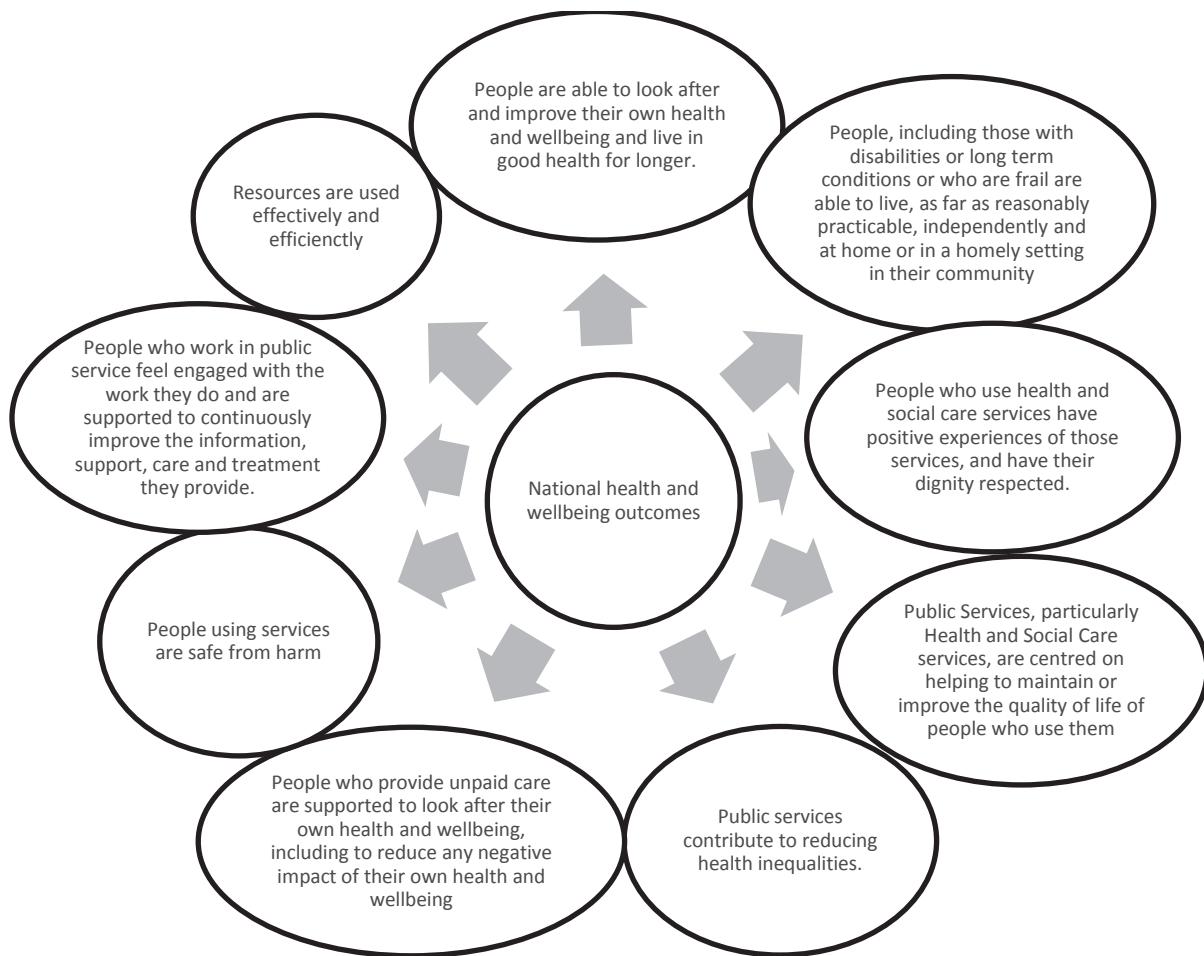 People are able to look after
and improve their own health
and wellbeing and live in
good health for longer.
People, including those with
disabilities or long term
conditions or who are frail are
able to live, as far as reasonably
practicable, independently and
at home or in a homely setting
in their community
People who use health and
social care services have
positive experiences of those
services, and have their
dignity respected.
Public Services, particularly
Health and Social Care
services, are centred on
helping to maintain or
improve the quality of life of
people who use them
Public services
contribute to reducing
health inequalities.
People who provide unpaid care
are supported to look after their
own health and wellbeing,
including to reduce any negative
impact of their own health and
wellbeing
People using services
are safe from harm
People who work in public
service feel engaged with the
work they do and are
supported to continuously
improve the information,
support, care and treatment
they provide.
Resources are used
effectively and
efficienctly
National health and
wellbeing outcomes